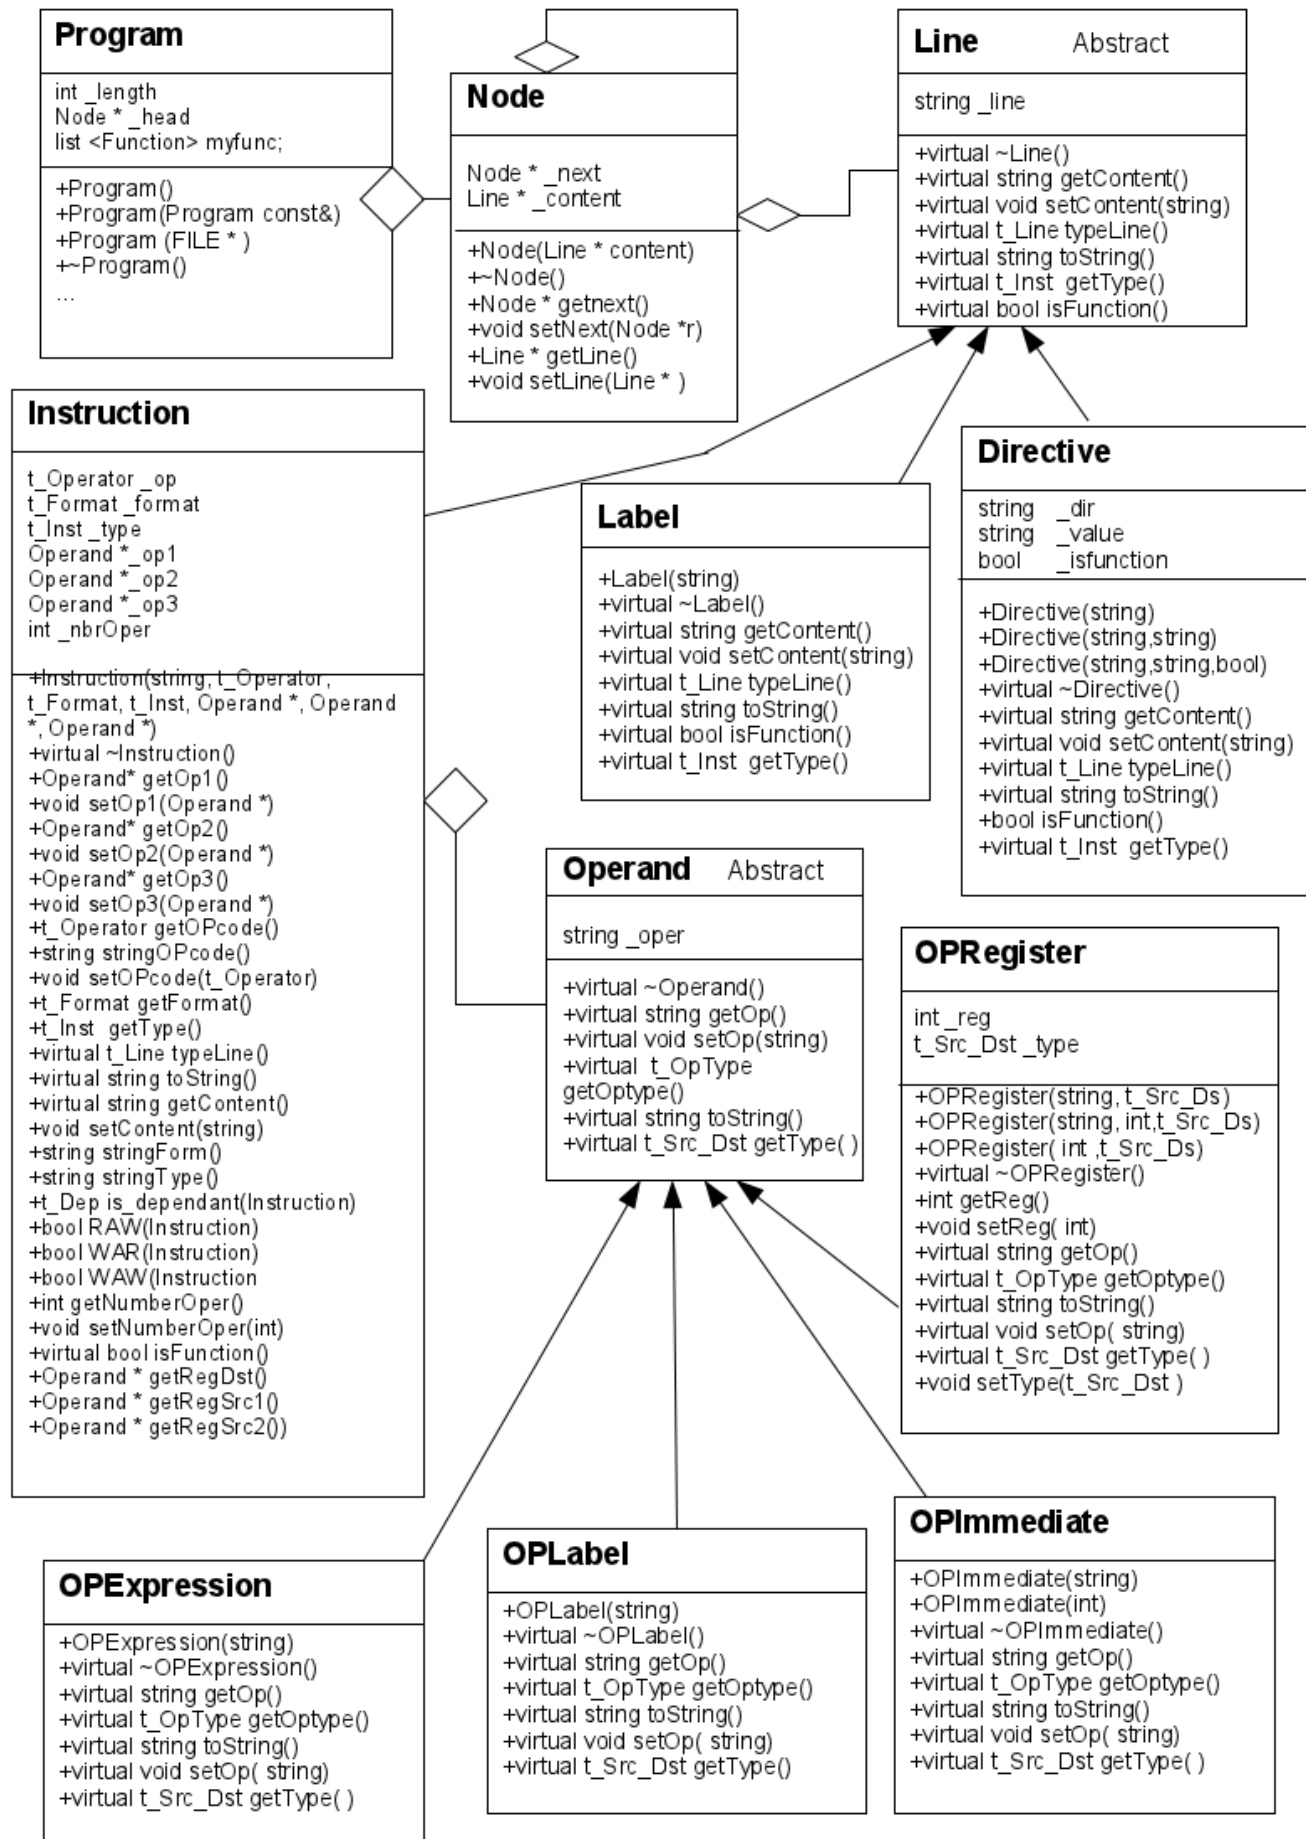 Program
int _length
Node * _head
list <Function> myfunc;
+Program()
+Program(Program const&)
+Program (FILE * )
+~Program()
...
Node
Node * _next
Line * _content
+Node(Line * content)
+~Node()
+Node * getnext()
+void setNext(Node *r)
+Line * getLine()
+void setLine(Line * )
Line Abstract
string _line
+virtual ~Line()
+virtual string getContent()
+virtual void setContent(string)
+virtual t_Line typeLine()
+virtual string toString()
+virtual t_Inst getType()
+virtual bool isFunction()
Instruction
t_Operator _op
t_Format _format
t_Inst _type
Operand *_op1
Operand *_op2
Operand *_op3
int _nbrOper
+Instruction(string, t_Operator,
t_Format, t_Inst, Operand *, Operand
*, Operand *)
+virtual ~Instruction()
+Operand* getOp1()
+void setOp1(Operand *)
+Operand* getOp2()
+void setOp2(Operand *)
+Operand* getOp3()
+void setOp3(Operand *)
+t_Operator getOPcode()
+string stringOPcode()
+void setOPcode(t_Operator)
+t_Format getFormat()
+t_Inst getType()
+virtual t_Line typeLine()
+virtual string toString()
+virtual string getContent()
+void setContent(string)
+string stringForm()
+string stringType()
+t_Dep is_dependant(Instruction)
+bool RAW(Instruction)
+bool WAR(Instruction)
+bool WAW(Instruction
+int getNumberOper()
+void setNumberOper(int)
+virtual bool isFunction()
+Operand * getRegDst()
+Operand * getRegSrc1()
+Operand * getRegSrc2())
Label
+Label(string)
+virtual ~Label()
+virtual string getContent()
+virtual void setContent(string)
+virtual t_Line typeLine()
+virtual string toString()
+virtual bool isFunction()
+virtual t_Inst getType()
Directive
string _dir
string _value
bool _isfunction
+Directive(string)
+Directive(string,string)
+Directive(string,string,bool)
+virtual ~Directive()
+virtual string getContent()
+virtual void setContent(string)
+virtual t_Line typeLine()
+virtual string toString()
+bool isFunction()
+virtual t_Inst getType()
Operand Abstract
string _oper
+virtual ~Operand()
+virtual string getOp()
+virtual void setOp(string)
+virtual t_OpType
getOptype()
+virtual string toString()
+virtual t_Src_Dst getType( )
OPRegister
int _reg
t_Src_Dst _type
+OPRegister(string, t_Src_Ds)
+OPRegister(string, int,t_Src_Ds)
+OPRegister( int ,t_Src_Ds)
+virtual ~OPRegister()
+int getReg()
+void setReg( int)
+virtual string getOp()
+virtual t_OpType getOptype()
+virtual string toString()
+virtual void setOp( string)
+virtual t_Src_Dst getType( )
+void setType(t_Src_Dst )
OPExpression
+OPExpression(string)
+virtual ~OPExpression()
+virtual string getOp()
+virtual t_OpType getOptype()
+virtual string toString()
+virtual void setOp( string)
+virtual t_Src_Dst getType( )
OPLabel
+OPLabel(string)
+virtual ~OPLabel()
+virtual string getOp()
+virtual t_OpType getOptype()
+virtual string toString()
+virtual void setOp( string)
+virtual t_Src_Dst getType()
OPImmediate
+OPImmediate(string)
+OPImmediate(int)
+virtual ~OPImmediate()
+virtual string getOp()
+virtual t_OpType getOptype()
+virtual string toString()
+virtual void setOp( string)
+virtual t_Src_Dst getType( )